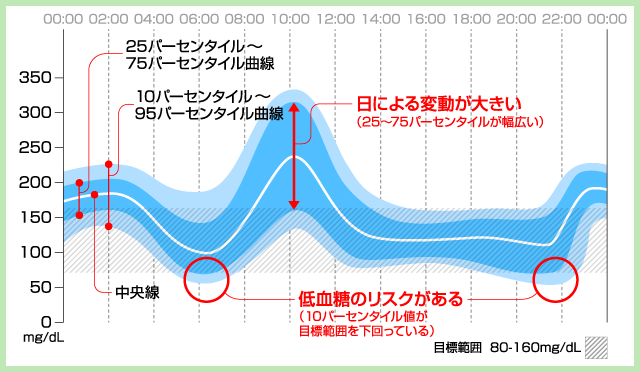 00:00 02:00 04:00 06:00 08:00 10:00 12:00 14:00 16:00 18:00 20:00 22:00 00:00
25パーセンタイル〜
75パーセンタイル曲線
10パーセンタイル〜
95パーセンタイル曲線
日による変動が大きい
（25〜75パーセンタイルが幅広い）
350
300
250
200
150
100
50
0
mg/dL
中央線
低血糖のリスクがある
（10パーセンタイル値が
目標範囲を下回っている）
目標範囲 80-160mg/dL